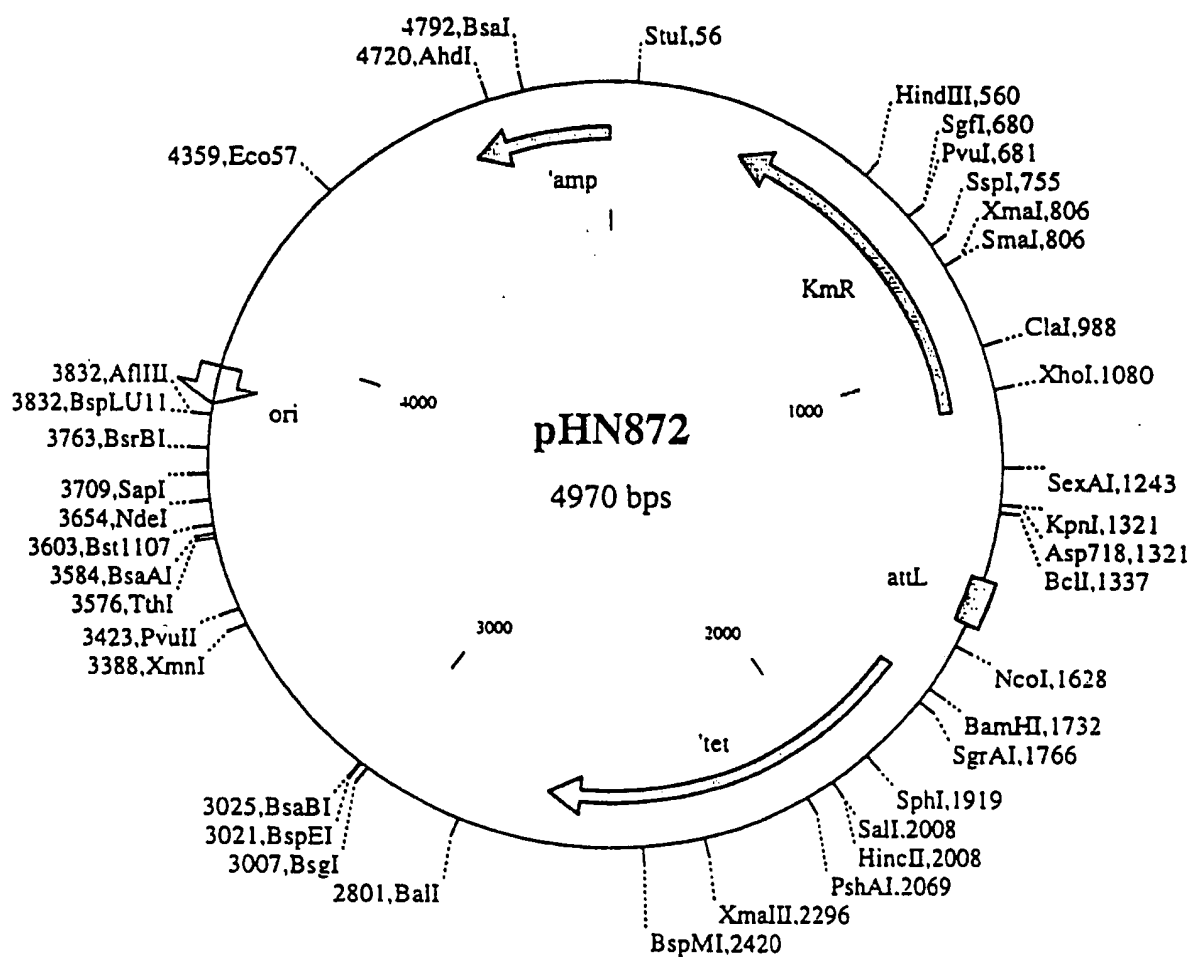 4792,BsaI
4720,AhdI
StuI,56
HindIII,560
SgfI,680
PvuI,681
SspI,755
XmaI,806
SmaI,806
4359,Eco57
'amp
KmR
ClaI,988
XhoI,1080
3832,AflIII
3832,BspLU11
3763,BsrBI
3709,SapI
3654,NdeI
3603,Bst1107
3584,BsaAI
3576,TthI
3423,PvuII
3388,XmnI
ori
4000
1000
pHN872
4970 bps
SexAI,1243
KpnI,1321
Asp718,1321
BclI,1337
attL
3000
2000
NcoI,1628
BamHI,1732
SgrAI,1766
'tet
SphI,1919
SalI,2008
HincII,2008
PshAI,2069
3025,BsaBI
3021,BspEI
3007,BsgI
2801,BalI
XmaIII,2296
BspMI,2420